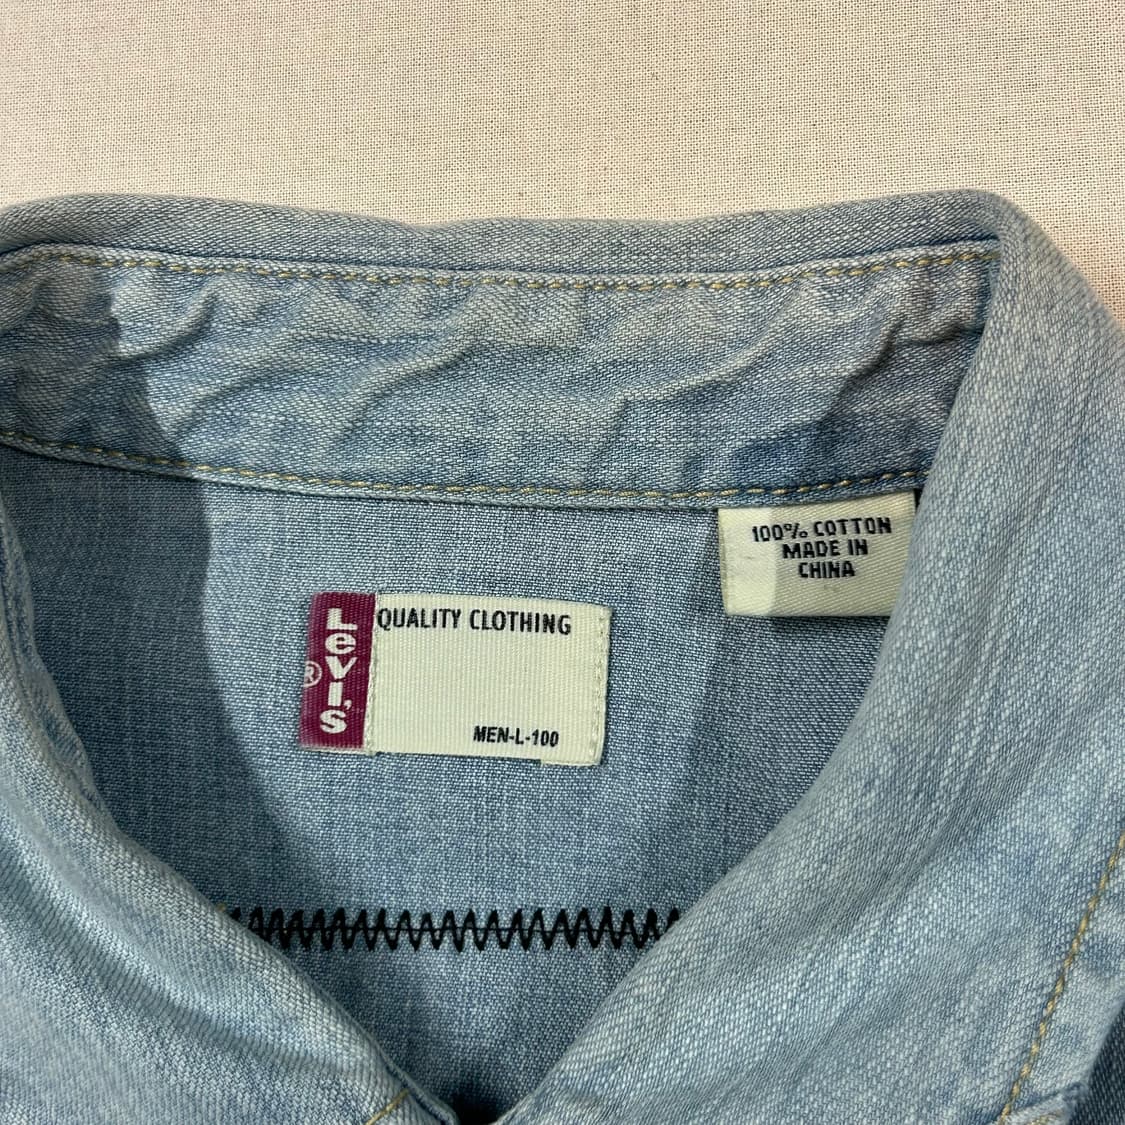 100% COTTON
MADE IN
CHINA
Levi's
®
QUALITY CLOTHING
MEN-L-100